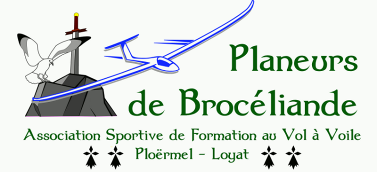 Planeurs
de Brocéliande
Association Sportive de Formation au Vol à Voile
Ploërmel - Loyat